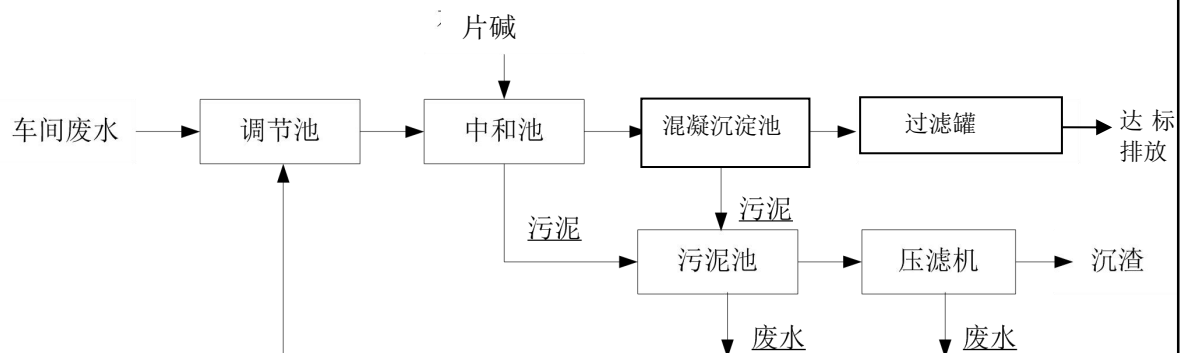 片碱
车间废水
调节池
中和池
混凝沉淀池
过滤罐
达标
排放
污泥
污泥
污泥池
压滤机
沉渣
废水
废水